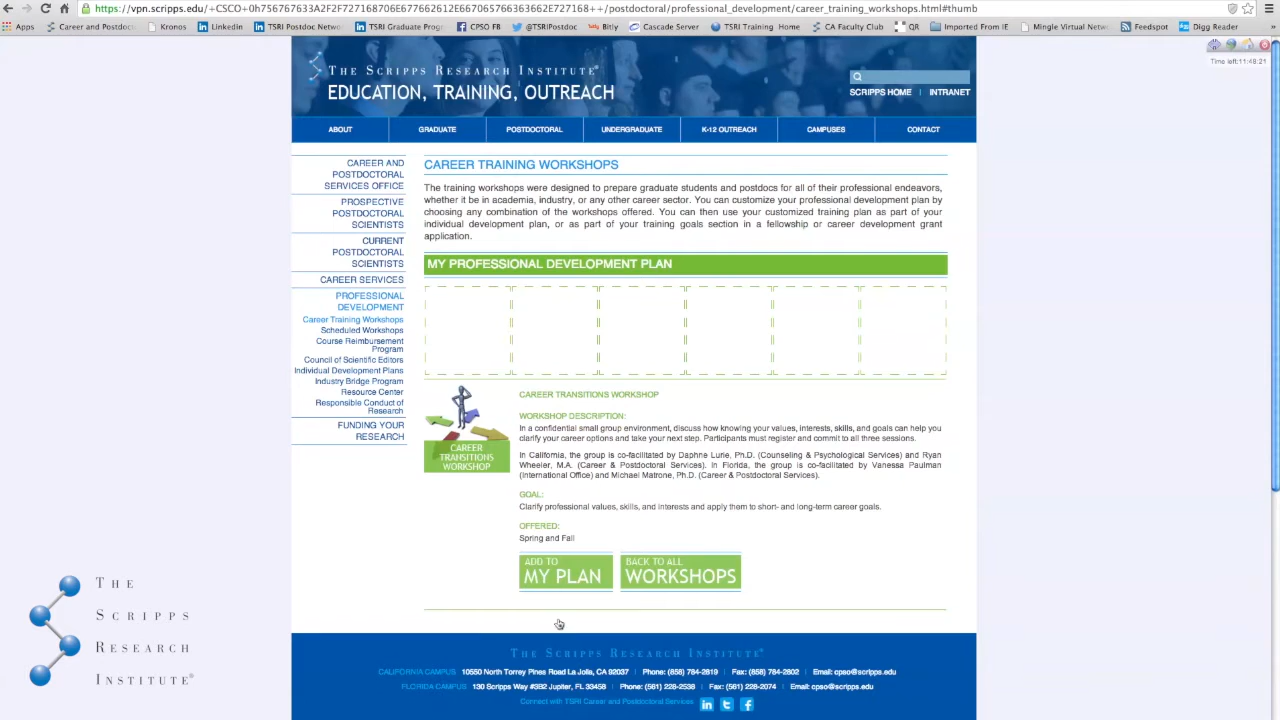 https://vpn.scripps.edu/+CSCO+0h756767633A2F2F727168706E677662612E667065766363662E727168++/postdoctoral/professional_development/career_training_workshops.html#thumb
Apps
Career and Postdoct
Kronos
LinkedIn
TSRI Postdoc
TSRI Graduate Prog
CPSO FB
@TSRIPostdoc
Bitly
Cascade Server
TSRI Training Home
CA Faculty Club
QR
Imported From IE
Mingle Virtual Netwo
Feedspot
Digg Reader
Time left:11:48:21
THE SCRIPPS RESEARCH INSTITUTE®
EDUCATION, TRAINING, OUTREACH
SCRIPPS HOME | INTRANET
ABOUT
GRADUATE
POSTDOCTORAL
UNDERGRADUATE
K-12 OUTREACH
CAMPUSES
CONTACT
CAREER AND
POSTDOCTORAL
SERVICES OFFICE
PROSPECTIVE
POSTDOCTORAL
SCIENTISTS
CURRENT
POSTDOCTORAL
SCIENTISTS
CAREER SERVICES
PROFESSIONAL
DEVELOPMENT
Career Training Workshops
Scheduled Workshops
Course Reimbursement
Program
Council of Scientific Editors
Individual Development Plans
Industry Bridge Program
Resource Center
Responsible Conduct of
Research
FUNDING YOUR
RESEARCH
CAREER TRAINING WORKSHOPS
The training workshops were designed to prepare graduate students and postdocs for all of their professional endeavors,
whether it be in academia, industry, or any other career sector. You can customize your professional development plan by
choosing any combination of the workshops offered. You can then use your customized training plan as part of your
individual development plan, or as part of your training goals section in a fellowship or career development grant
application.
MY PROFESSIONAL DEVELOPMENT PLAN
CAREER
TRANSITIONS
WORKSHOP
CAREER TRANSITIONS WORKSHOP
WORKSHOP DESCRIPTION:
In a confidential small group environment, discuss how knowing your values, interests, skills, and goals can help you
clarify your career options and take your next step. Participants must register and commit to all three sessions.
In California, the group is co-facilitated by Daphne Lurie, Ph.D. (Counseling & Psychological Services) and Ryan
Wheeler, M.A. (Career & Postdoctoral Services). In Florida, the group is co-facilitated by Vanessa Paulman
(International Office) and Michael Matrone, Ph.D. (Career & Postdoctoral Services).
GOAL:
Clarify professional values, skills, and interests and apply them to short- and long-term career goals.
OFFERED:
Spring and Fall
ADD TO
MY PLAN
BACK TO ALL
WORKSHOPS
THE
SCRIPPS
RESEARCH
INSTITUTE®
THE SCRIPPS RESEARCH INSTITUTE®
CALIFORNIA CAMPUS 10550 North Torrey Pines Road La Jolla, CA 92037 | Phone: (858) 784-2819 | Fax: (858) 784-2802 | Email: cpso@scripps.edu
FLORIDA CAMPUS 130 Scripps Way #3B2 Jupiter, FL 33458 | Phone: (561) 228-2538 | Fax: (561) 226-2074 | Email: cpso@scripps.edu
Connect with TSRI Career and Postdoctoral Services